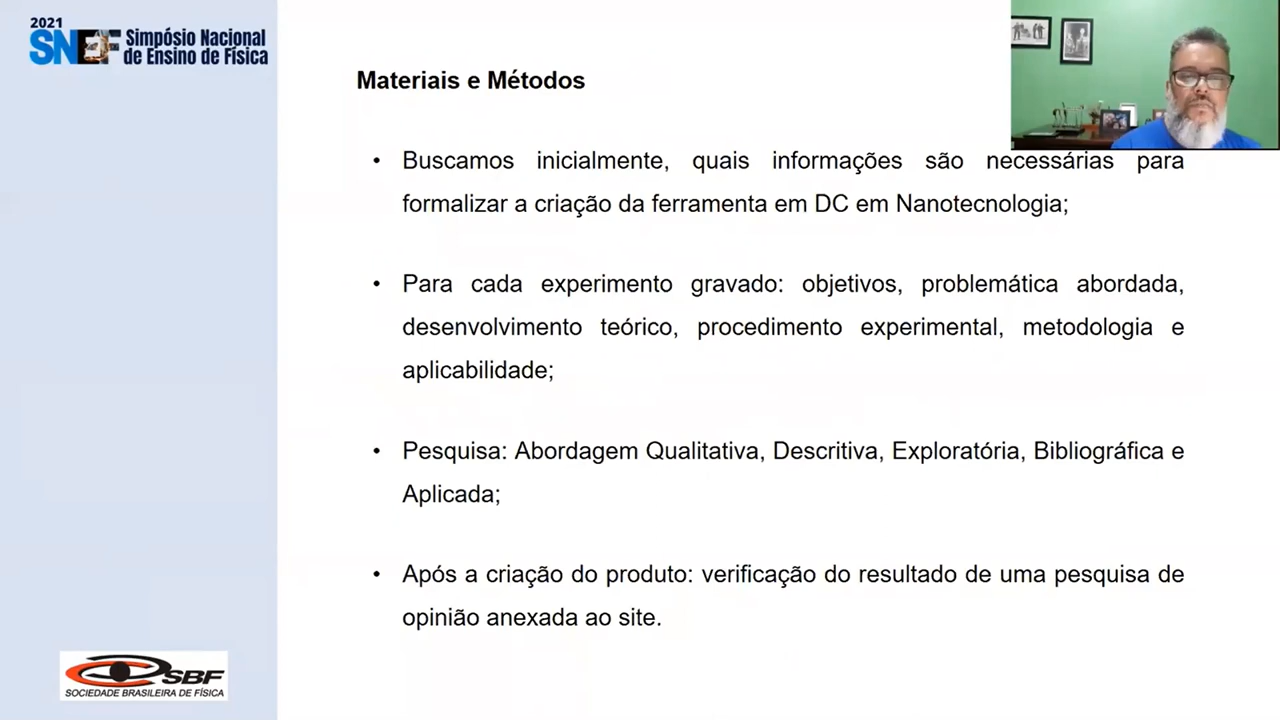 2021
SNEF Simpósio Nacional
de Ensino de Física
Materiais e Métodos
• Buscamos inicialmente, quais informações são necessárias para
formalizar a criação da ferramenta em DC em Nanotecnologia;
• Para cada experimento gravado: objetivos, problemática abordada,
desenvolvimento teórico, procedimento experimental, metodologia e
aplicabilidade;
• Pesquisa: Abordagem Qualitativa, Descritiva, Exploratória, Bibliográfica e
Aplicada;
• Após a criação do produto: verificação do resultado de uma pesquisa de
opinião anexada ao site.
SBF
SOCIEDADE BRASILEIRA DE FÍSICA